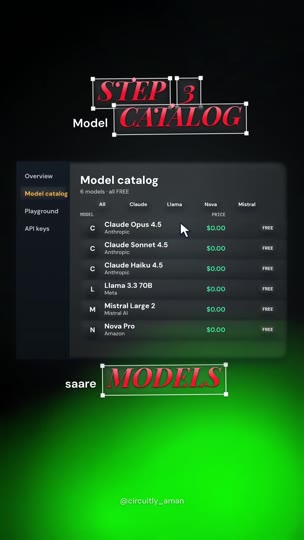 STEP 3
Model CATALOG
Overview
Model catalog
Playground
API keys
Model catalog
6 models · all FREE
All Claude Llama Nova Mistral
MODEL PRICE
C Claude Opus 4.5 $0.00 FREE
Anthropic
C Claude Sonnet 4.5 $0.00 FREE
Anthropic
C Claude Haiku 4.5 $0.00 FREE
Anthropic
L Llama 3.3 70B $0.00 FREE
Meta
M Mistral Large 2 $0.00 FREE
Mistral AI
N Nova Pro $0.00 FREE
Amazon
saare MODELS
@circuitly_aman